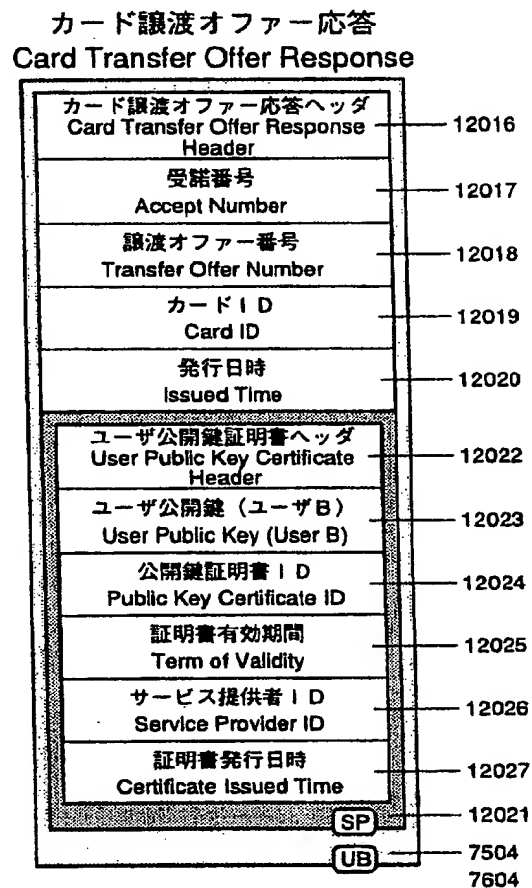 カード譲渡オファー応答
Card Transfer Offer Response
カード譲渡オファー応答ヘッダ
Card Transfer Offer Response
Header
12016
受諾番号
Accept Number
12017
譲渡オファー番号
Transfer Offer Number
12018
カードID
Card ID
12019
発行日時
Issued Time
12020
ユーザ公開鍵証明書ヘッダ
User Public Key Certificate
Header
12022
ユーザ公開鍵(ユーザB)
User Public Key (User B)
12023
公開鍵証明書ID
Public Key Certificate ID
12024
証明書有効期間
Term of Validity
12025
サービス提供者ID
Service Provider ID
12026
証明書発行日時
Certificate Issued Time
12027
SP
12021
UB
7504
7604